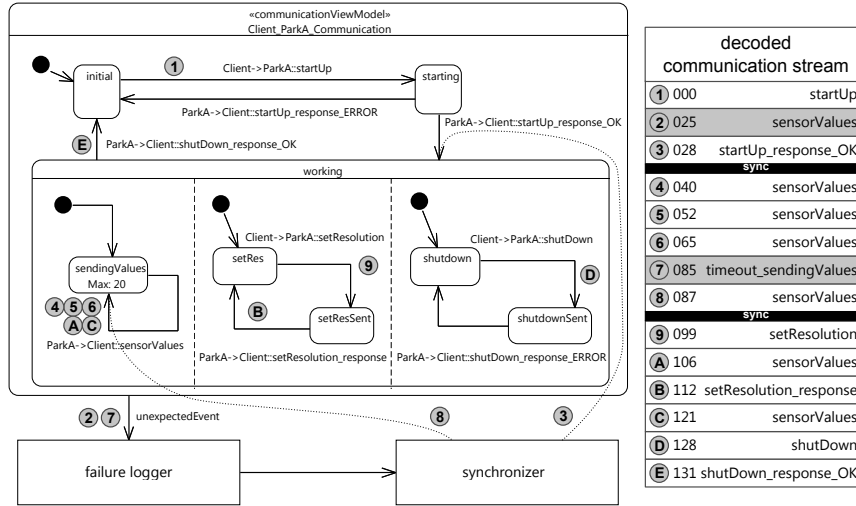 «communicationViewModel»
Client_ParkA_Communication
initial
1
Client->ParkA::startUp
starting
ParkA->Client::startUp_response_ERROR
E
ParkA->Client::shutDown_response_OK
ParkA->Client::startUp_response_OK
working
sendingValues
Max: 20
4 5 6
A C
ParkA->Client::sensorValues
Client->ParkA::setResolution
setRes
9
B
setResSent
ParkA->Client::setResolution_response
Client->ParkA::shutDown
shutdown
D
shutdownSent
ParkA->Client::shutDown_response_ERROR
2 7
unexpectedEvent
8
3
failure logger
synchronizer
decoded
communication stream
1 000 startUp
2 025 sensorValues
3 028 startUp_response_OK
sync
4 040 sensorValues
5 052 sensorValues
6 065 sensorValues
7 085 timeout_sendingValues
8 087 sensorValues
sync
9 099 setResolution
A 106 sensorValues
B 112 setResolution_response
C 121 sensorValues
D 128 shutDown
E 131 shutDown_response_OK